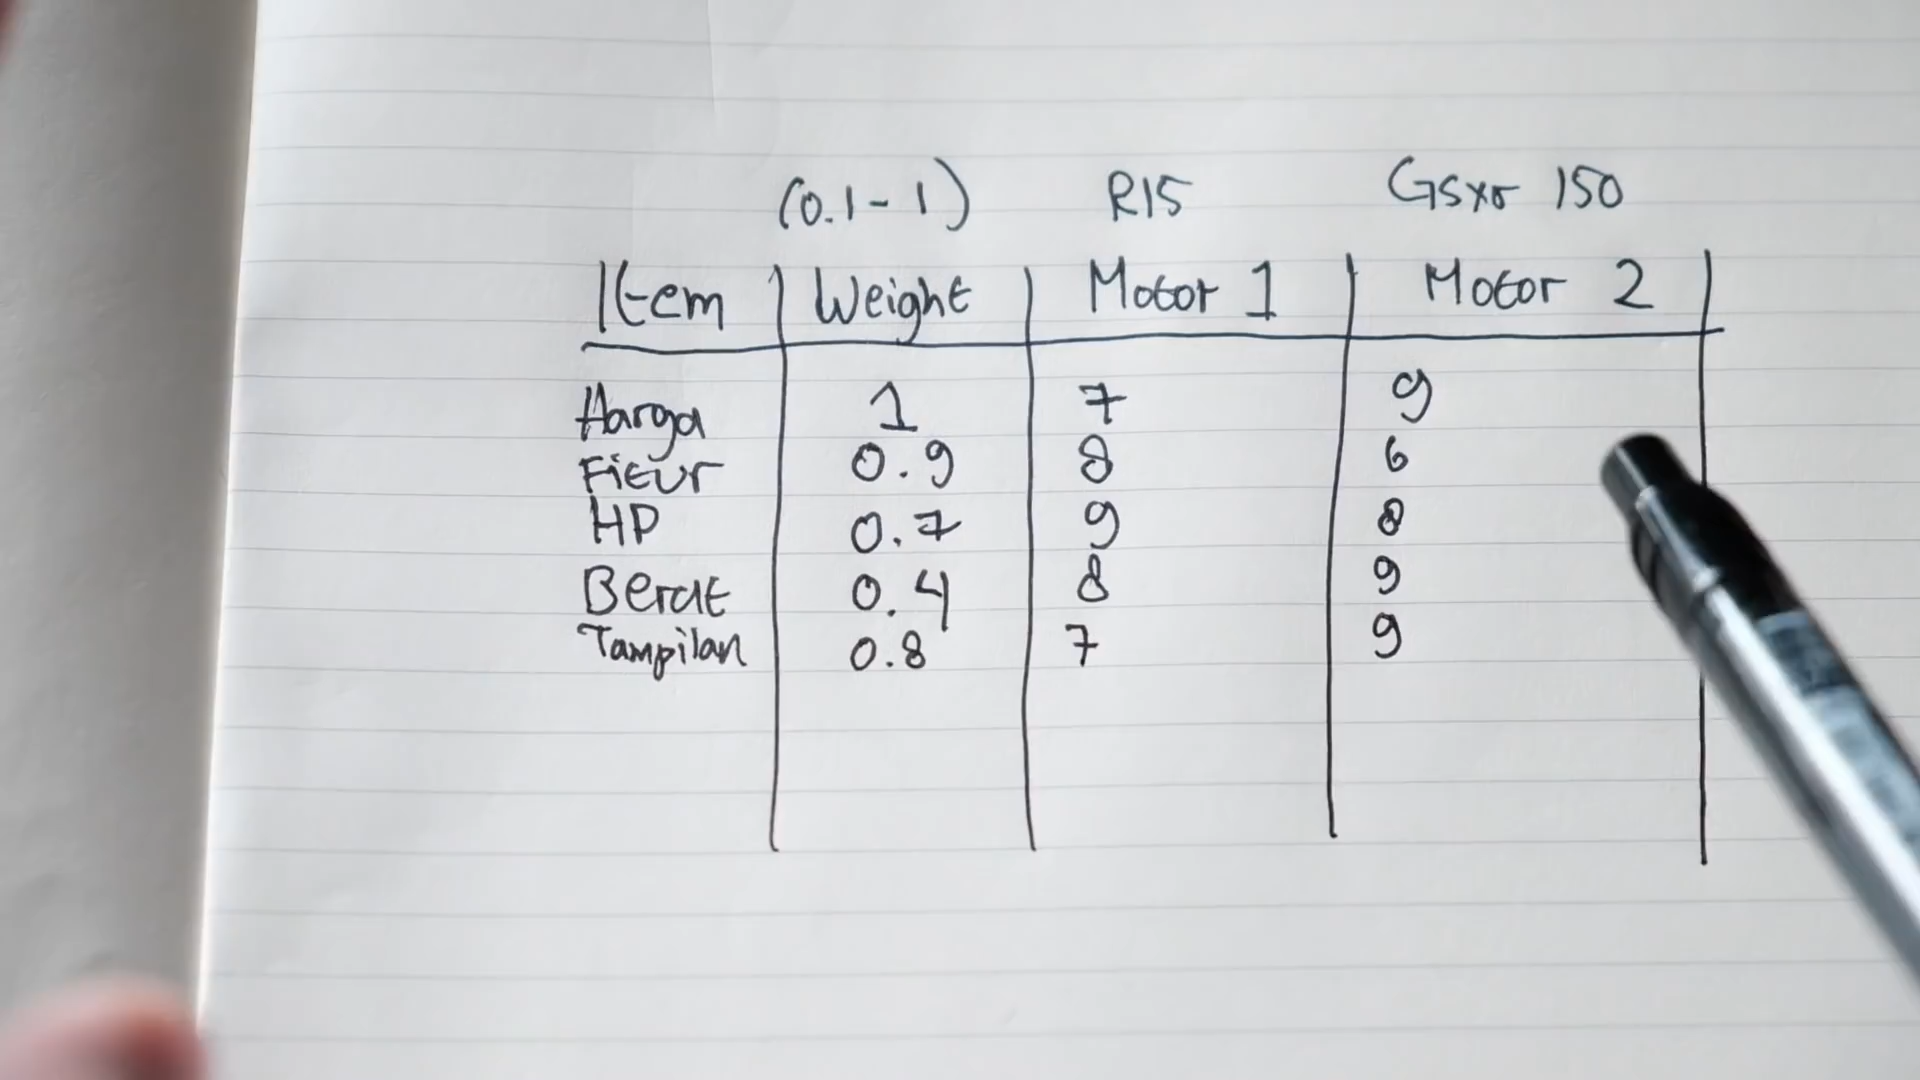 (0.1-1) R15 Gsxr 150
Item Weight Motor 1 Motor 2
Harga 1 7 9
Fitur 0.9 8 6
HP 0.7 9 8
Berat 0.4 8 9
Tampilan 0.8 7 9